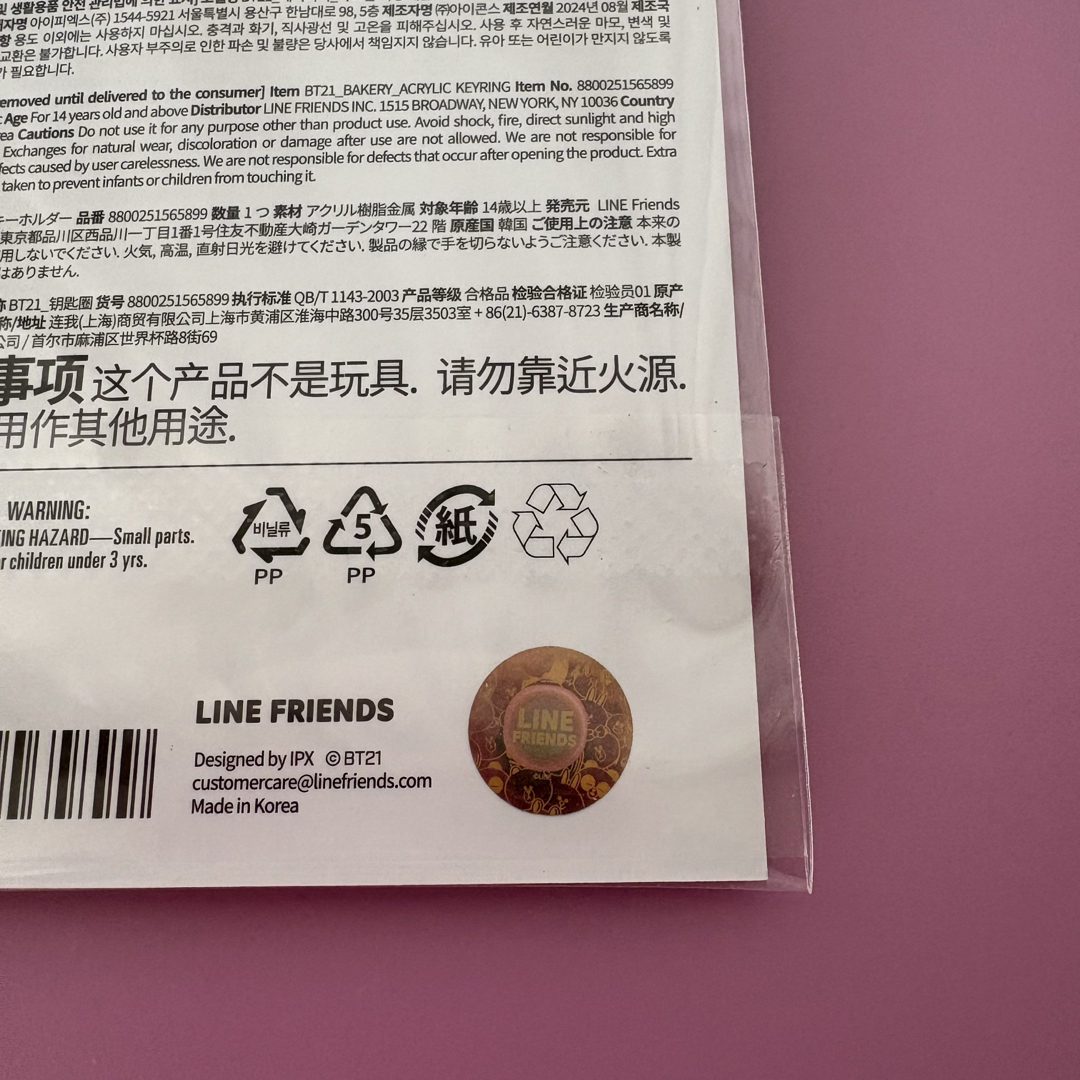 및 생활용품 안전 관리법에 의한 표시]
아이피엑스(주) 1544-5921 서울특별시 용산구 한남대로 98, 5층 제조자명 ㈜아이콘스 제조연월 2024년 08월 제조국
용도 이외에는 사용하지 마십시오. 충격과 화기, 직사광선 및 고온을 피해주십시오. 사용 후 자연스러운 마모, 변색 및
교환은 불가합니다. 사용자 부주의로 인한 파손 및 불량은 당사에서 책임지지 않습니다. 유아 또는 어린이가 만지지 않도록
가 필요합니다.
emoved until delivered to the consumer] Item BT21_BAKERY_ACRYLIC KEYRING Item No. 8800251565899
Age For 14 years old and above Distributor LINE FRIENDS INC. 1515 BROADWAY, NEW YORK, NY 10036 Country
rea Cautions Do not use it for any purpose other than product use. Avoid shock, fire, direct sunlight and high
Exchanges for natural wear, discoloration or damage after use are not allowed. We are not responsible for
fects caused by user carelessness. We are not responsible for defects that occur after opening the product. Extra
taken to prevent infants or children from touching it.
キーホルダー 品番 8800251565899 数量 1つ 素材 アクリル樹脂金属 対象年齢 14歳以上 発売元 LINE Friends
東京都品川区西品川一丁目1番1号住友不動産大崎ガーデンタワー22 階 原産国 韓国 ご使用上の注意 本来の
用しないでください. 火気, 高温, 直射日光を避けてください. 製品の縁で手を切らないようご注意ください. 本製
はありません.
称 BT21_钥匙圈 货号 8800251565899 执行标准 QB/T 1143-2003 产品等级 合格品 检验合格证 检验员01 原产
称/地址 连我(上海)商贸有限公司上海市黄浦区淮海中路300号35层3503室 + 86(21)-6387-8723 生产商名称/
公司 / 首尔市麻浦区世界杯路8街69
事项 这个产品不是玩具. 请勿靠近火源.
用作其他用途.
WARNING:
ING HAZARD—Small parts.
r children under 3 yrs.
비닐류
PP
5
PP
紙
LINE FRIENDS
Designed by IPX © BT21
customercare@linefriends.com
Made in Korea
LINE
FRIENDS